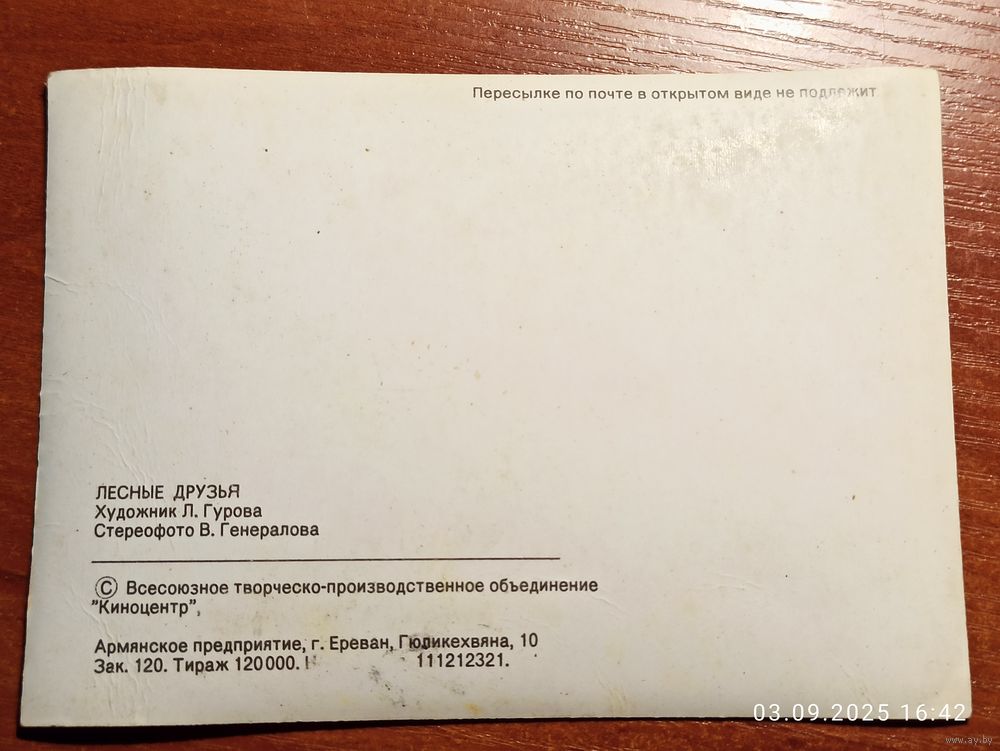 Пересылке по почте в открытом виде не подлежит
ЛЕСНЫЕ ДРУЗЬЯ
Художник Л. Гурова
Стереофото В. Генералова
© Всесоюзное творческо-производственное объединение
"Киноцентр",
Армянское предприятие, г. Ереван, Гюликехвяна, 10
Зак. 120. Тираж 120000. 111212321.
03.09.2025 16:42
www.ay.by